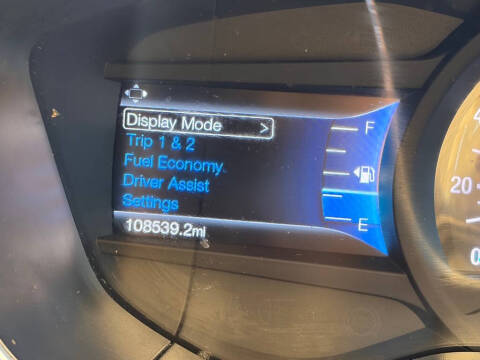 Display Mode >
Trip 1 & 2
Fuel Economy
Driver Assist
Settings
108539.2mi
F
E
20